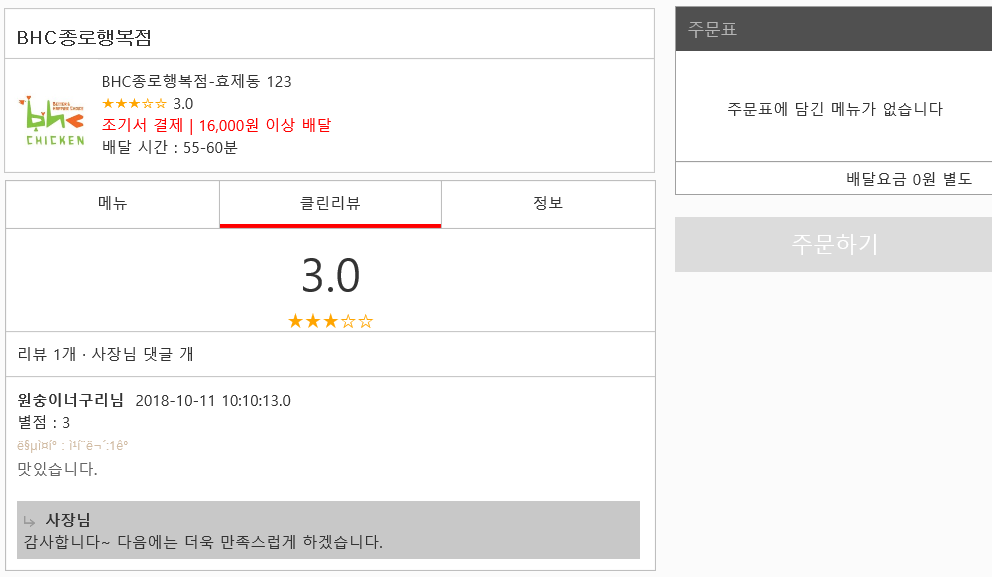 BHC종로행복점
BHC종로행복점-효제동 123
★★★☆☆ 3.0
조기서 결제 | 16,000원 이상 배달
배달 시간 : 55-60분
bhc
CHICKEN
메뉴
클린리뷰
정보
3.0
★★★☆☆
리뷰 1개 · 사장님 댓글 개
원숭이너구리님 2018-10-11 10:10:13.0
별점 : 3
맛있습니다.
↳ 사장님
감사합니다~ 다음에는 더욱 만족스럽게 하겠습니다.
주문표
주문표에 담긴 메뉴가 없습니다
배달요금 0원 별도
주문하기